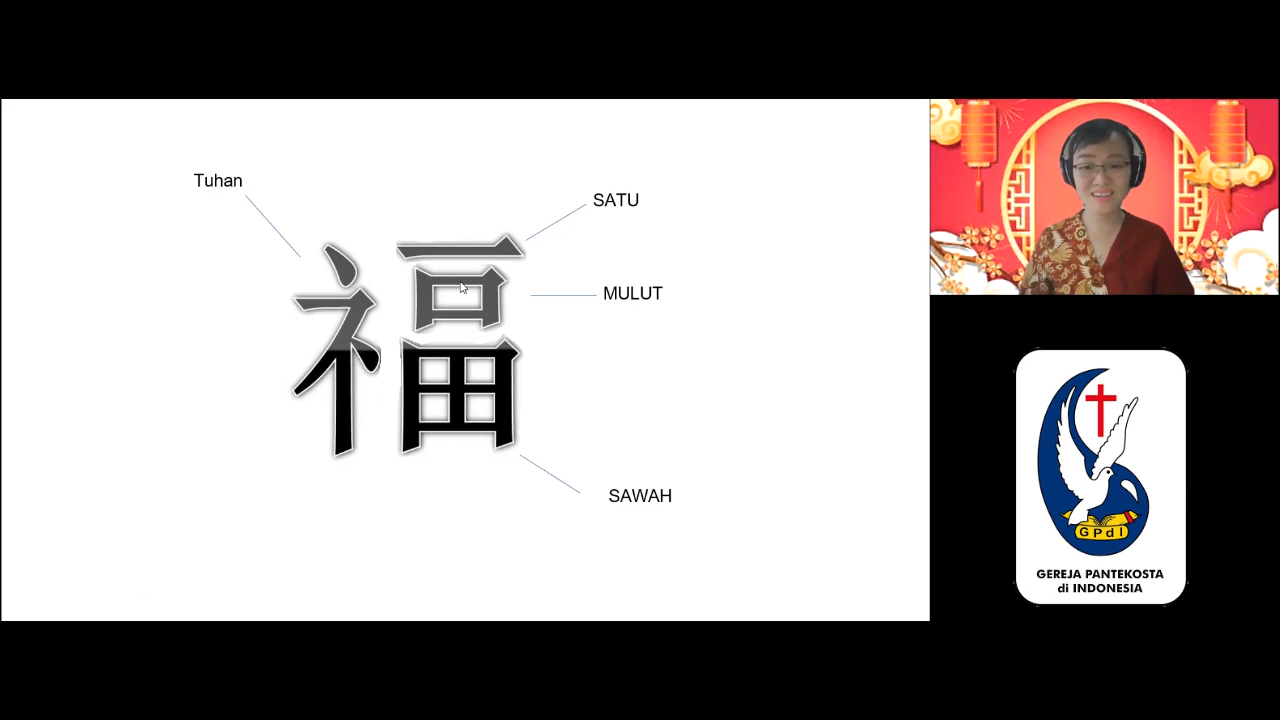 Tuhan
SATU
福
MULUT
SAWAH
GPdI
GEREJA PANTEKOSTA
di INDONESIA